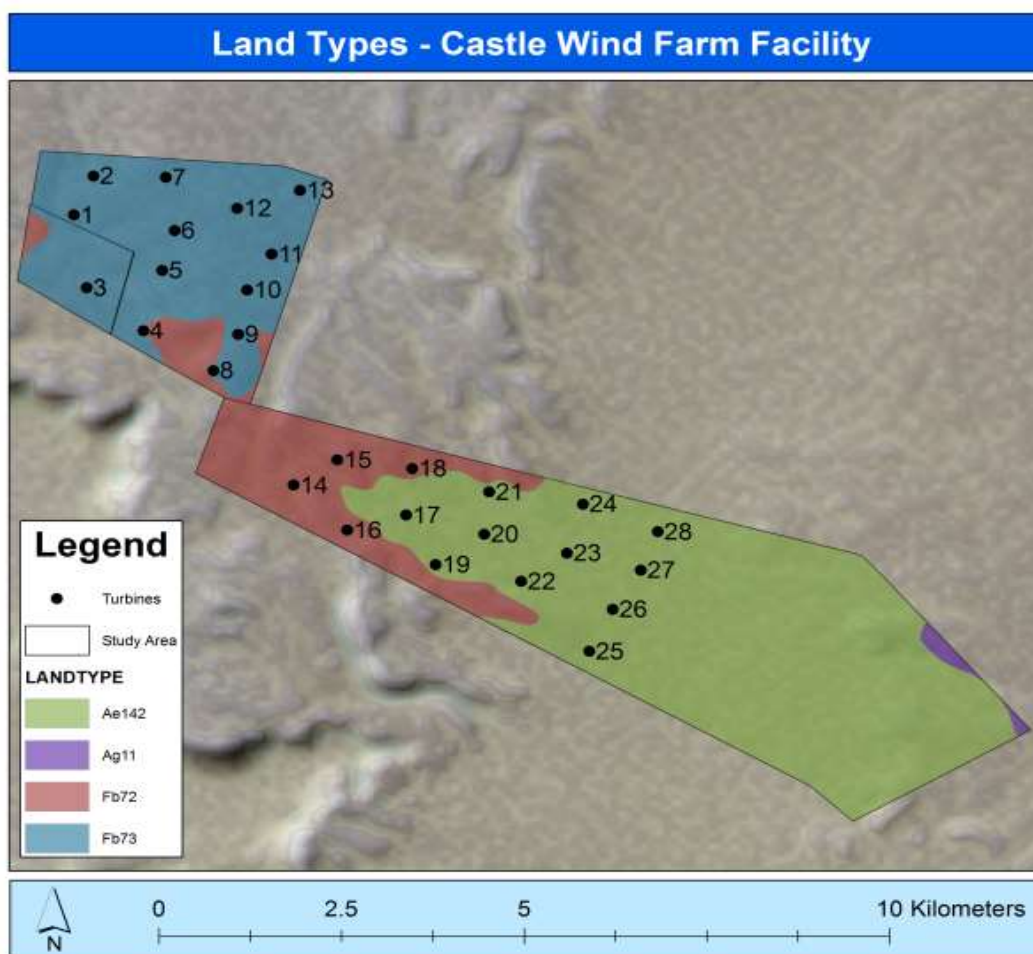 Land Types - Castle Wind Farm Facility
2
7
13
12
1
6
11
5
3
10
4
9
8
15
18
14
21
24
17
16
20
28
23
19
27
22
26
25
Legend
Turbines
Study Area
LANDTYPE
Ae142
Ag11
Fb72
Fb73
N
0 2.5 5 10 Kilometers